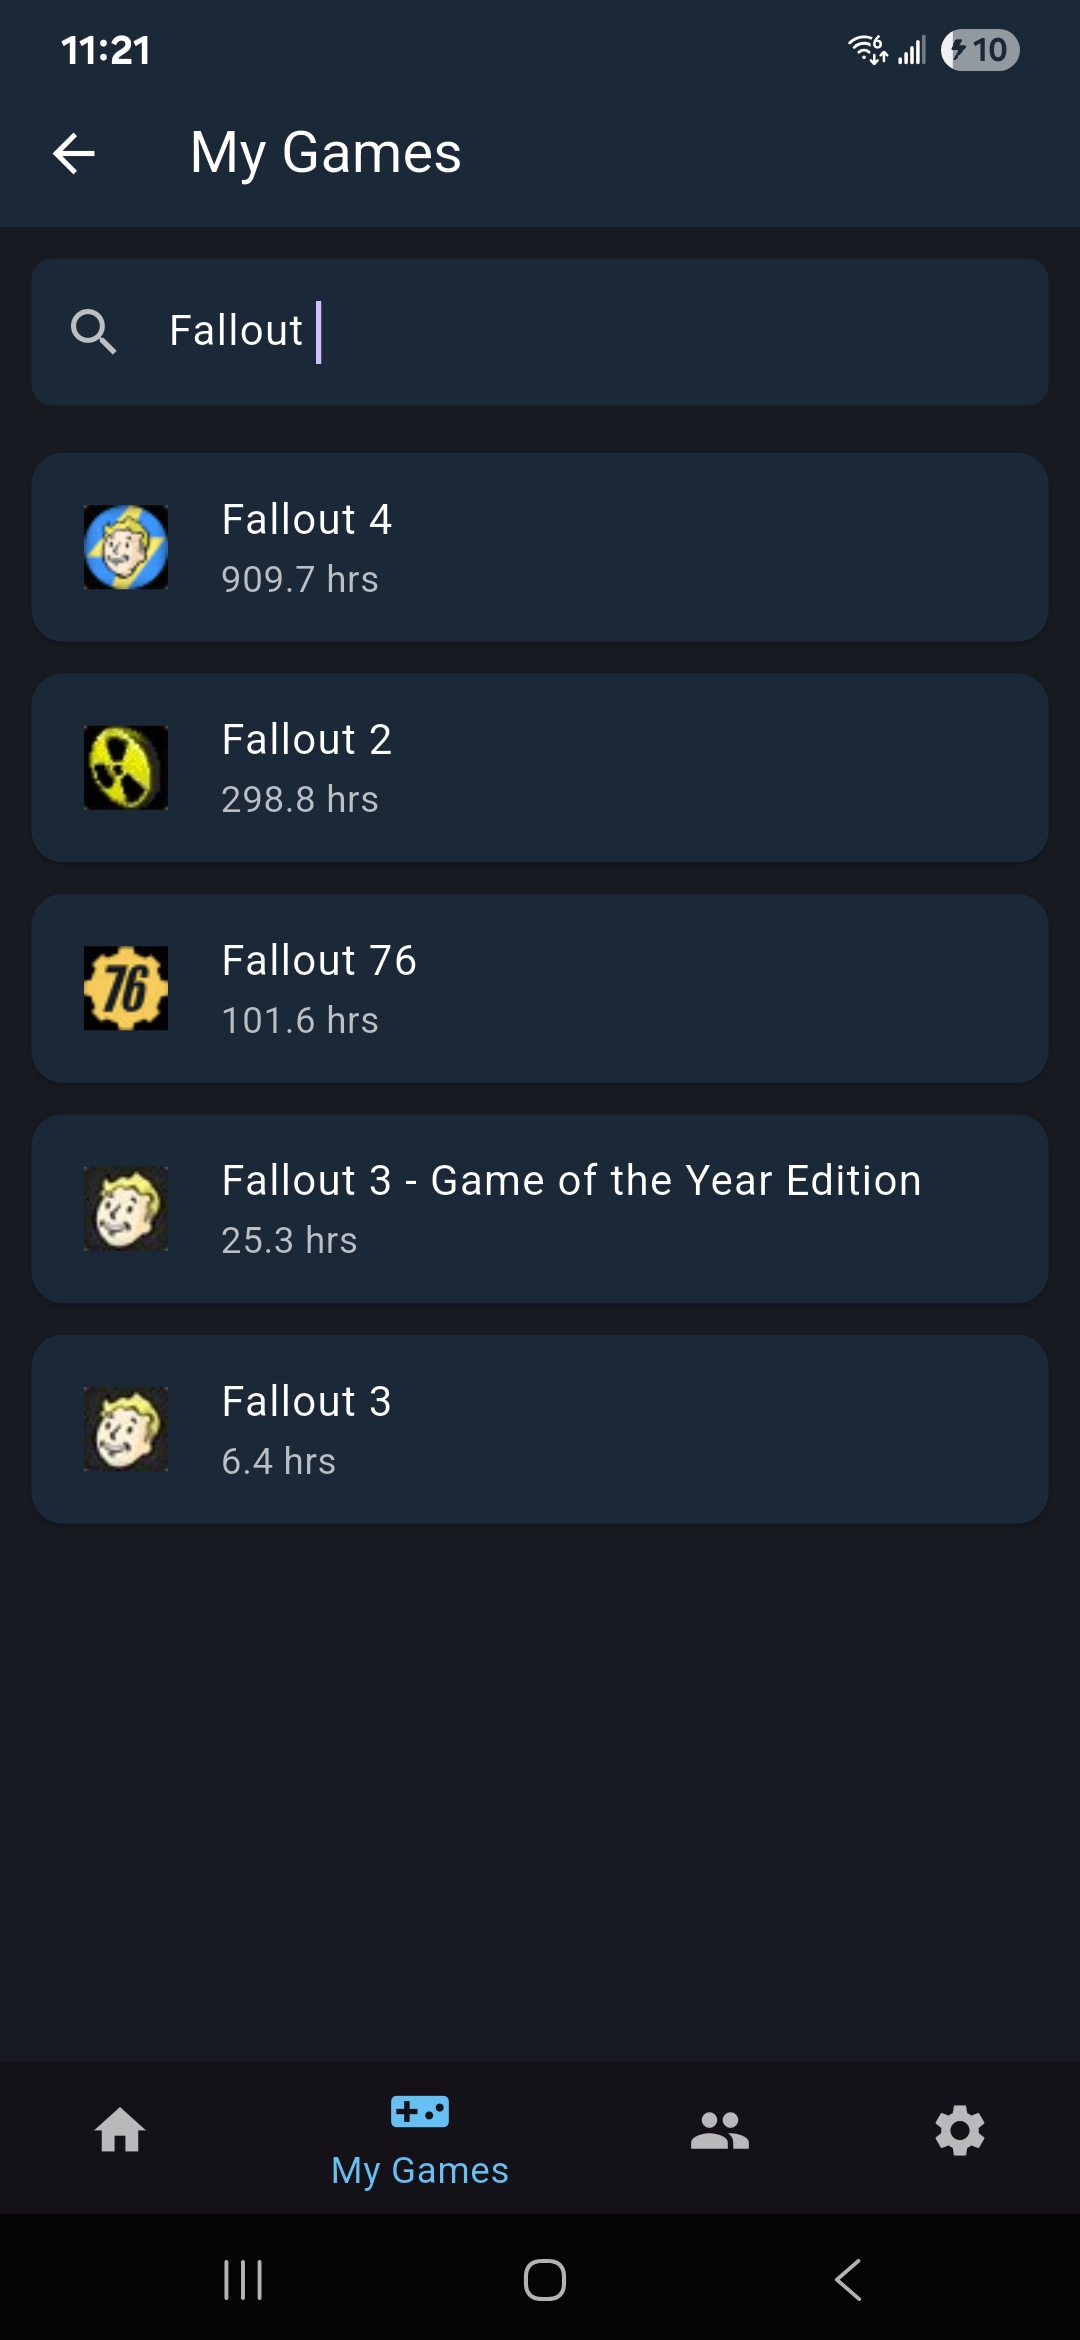 11:21
6
10
My Games
Fallout
Fallout 4
909.7 hrs
Fallout 2
298.8 hrs
76
Fallout 76
101.6 hrs
Fallout 3 - Game of the Year Edition
25.3 hrs
Fallout 3
6.4 hrs
My Games